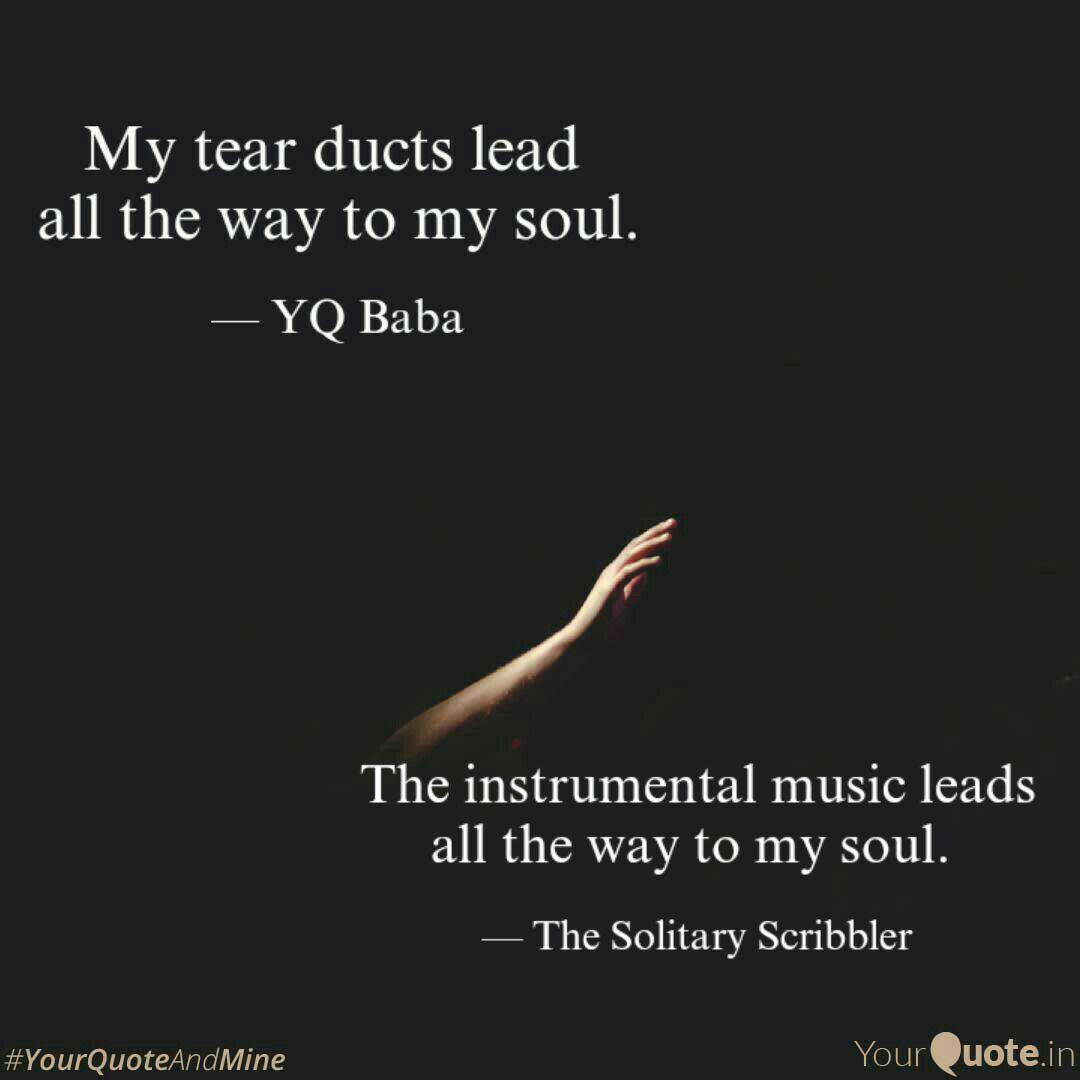 My tear ducts lead
all the way to my soul.
— YQ Baba
The instrumental music leads
all the way to my soul.
— The Solitary Scribbler
#YourQuoteAndMine
YourQuote.in